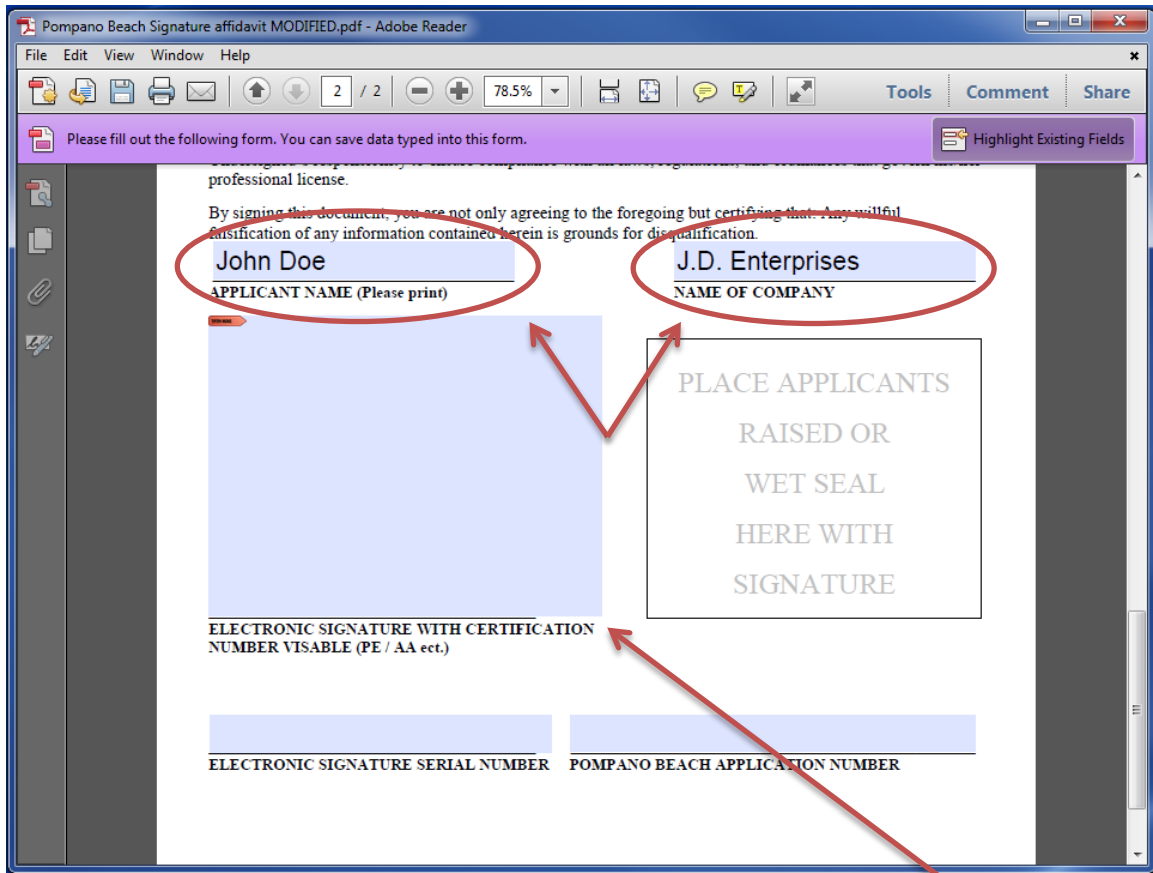 Pompano Beach Signature affidavit MODIFIED.pdf - Adobe Reader
File Edit View Window Help
2 / 2 78.5% Tools Comment Share
Please fill out the following form. You can save data typed into this form. Highlight Existing Fields
professional license.
By signing this document, you are not only agreeing to the foregoing but certifying that: Any willful
falsification of any information contained herein is grounds for disqualification.
John Doe J.D. Enterprises
APPLICANT NAME (Please print) NAME OF COMPANY
PLACE APPLICANTS
RAISED OR
WET SEAL
HERE WITH
SIGNATURE
ELECTRONIC SIGNATURE WITH CERTIFICATION
NUMBER VISABLE (PE / AA ect.)
ELECTRONIC SIGNATURE SERIAL NUMBER POMPANO BEACH APPLICATION NUMBER